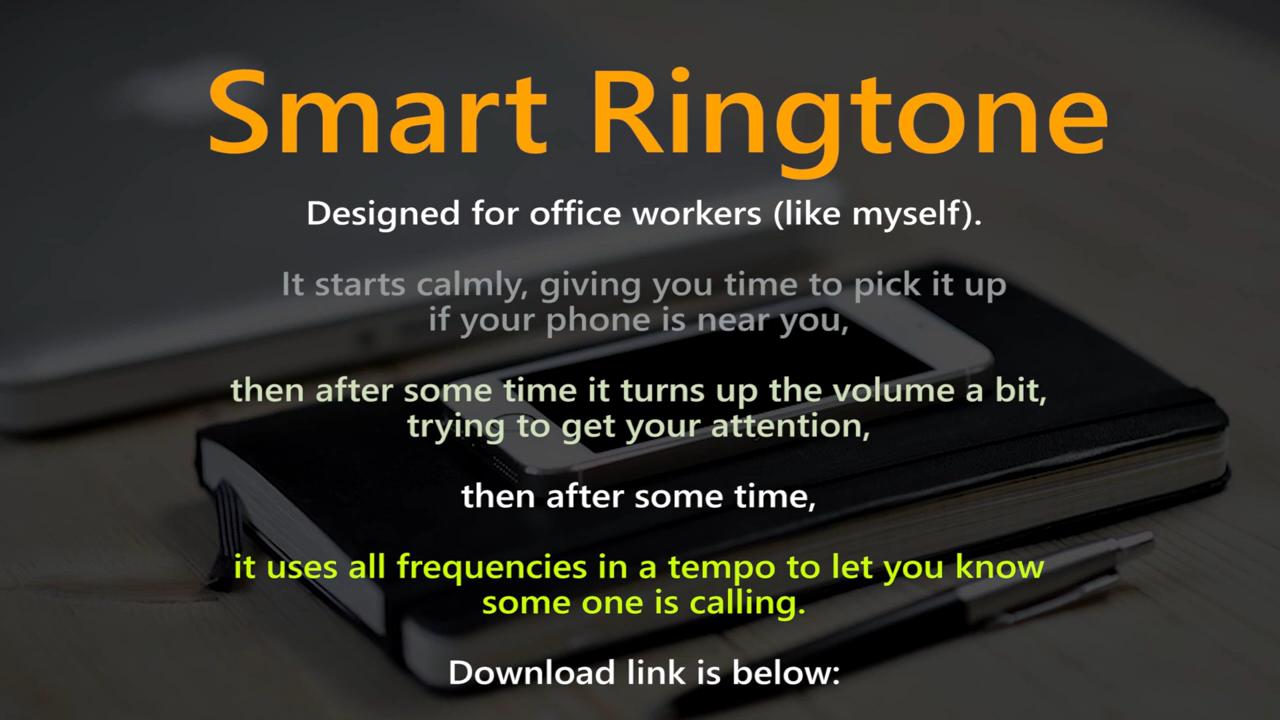 Smart Ringtone
Designed for office workers (like myself).
It starts calmly, giving you time to pick it up
if your phone is near you,
then after some time it turns up the volume a bit,
trying to get your attention,
then after some time,
it uses all frequencies in a tempo to let you know
some one is calling.
Download link is below: